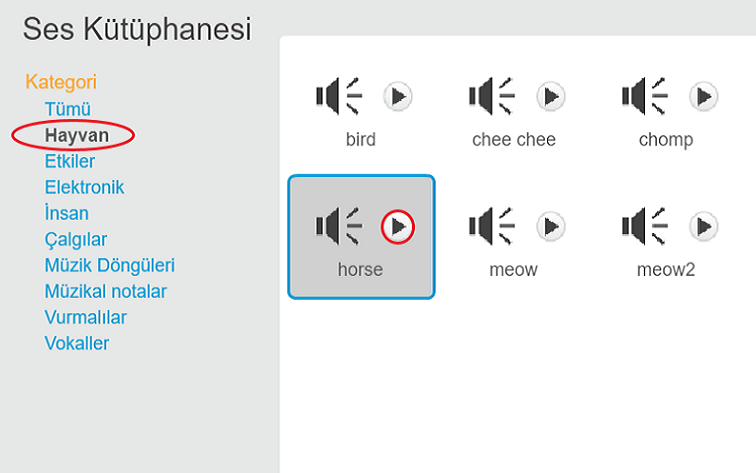 Ses Kütüphanesi
Kategori
Tümü
Hayvan
Etkiler
Elektronik
İnsan
Çalgılar
Müzik Döngüleri
Müzikal notalar
Vurmalılar
Vokaller
bird chee chee chomp
horse meow meow2